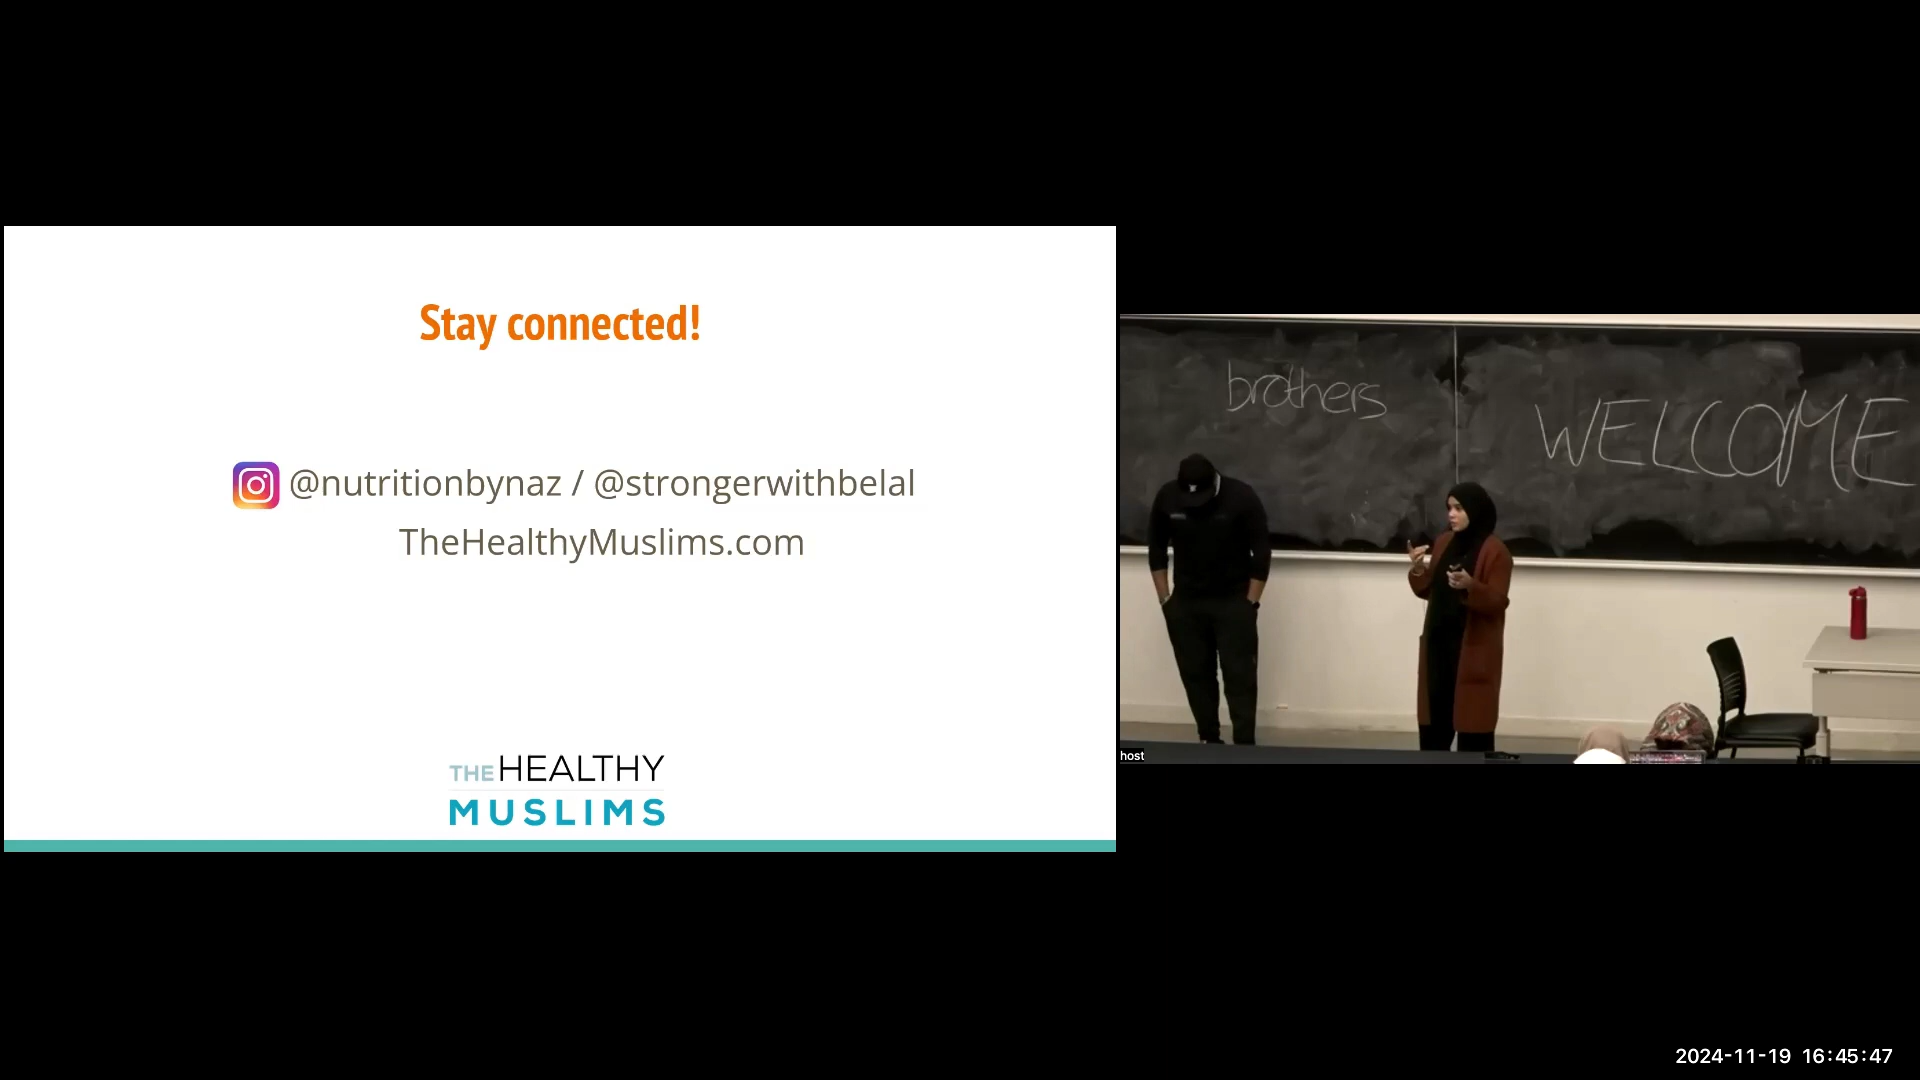 Stay connected!
@nutritionbynaz / @strongerwithbelal
TheHealthyMuslims.com
THE HEALTHY
MUSLIMS
brothers
WELCOME
host
2024-11-19 16:45:47